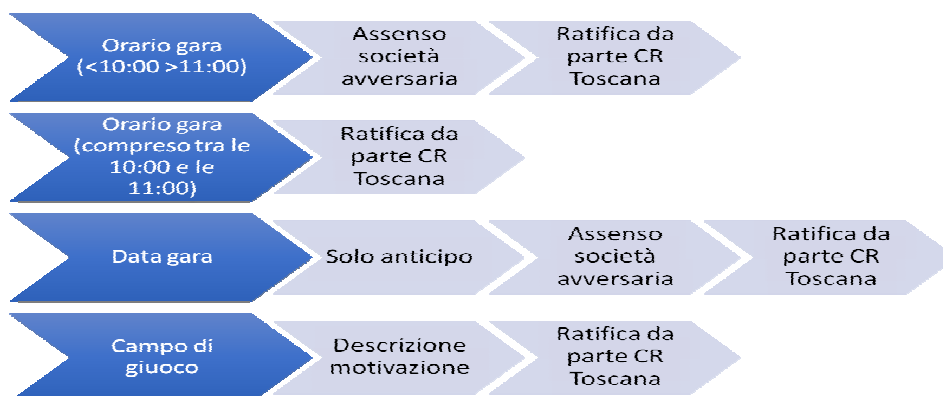 Orario gara
(<10:00 >11:00)
Assenso
società
avversaria
Ratifica da
parte CR
Toscana
Orario gara
(compreso tra le
10:00 e le
11:00)
Ratifica da
parte CR
Toscana
Data gara
Solo anticipo
Assenso
società
avversaria
Ratifica da
parte CR
Toscana
Campo di
giuoco
Descrizione
motivazione
Ratifica da
parte CR
Toscana